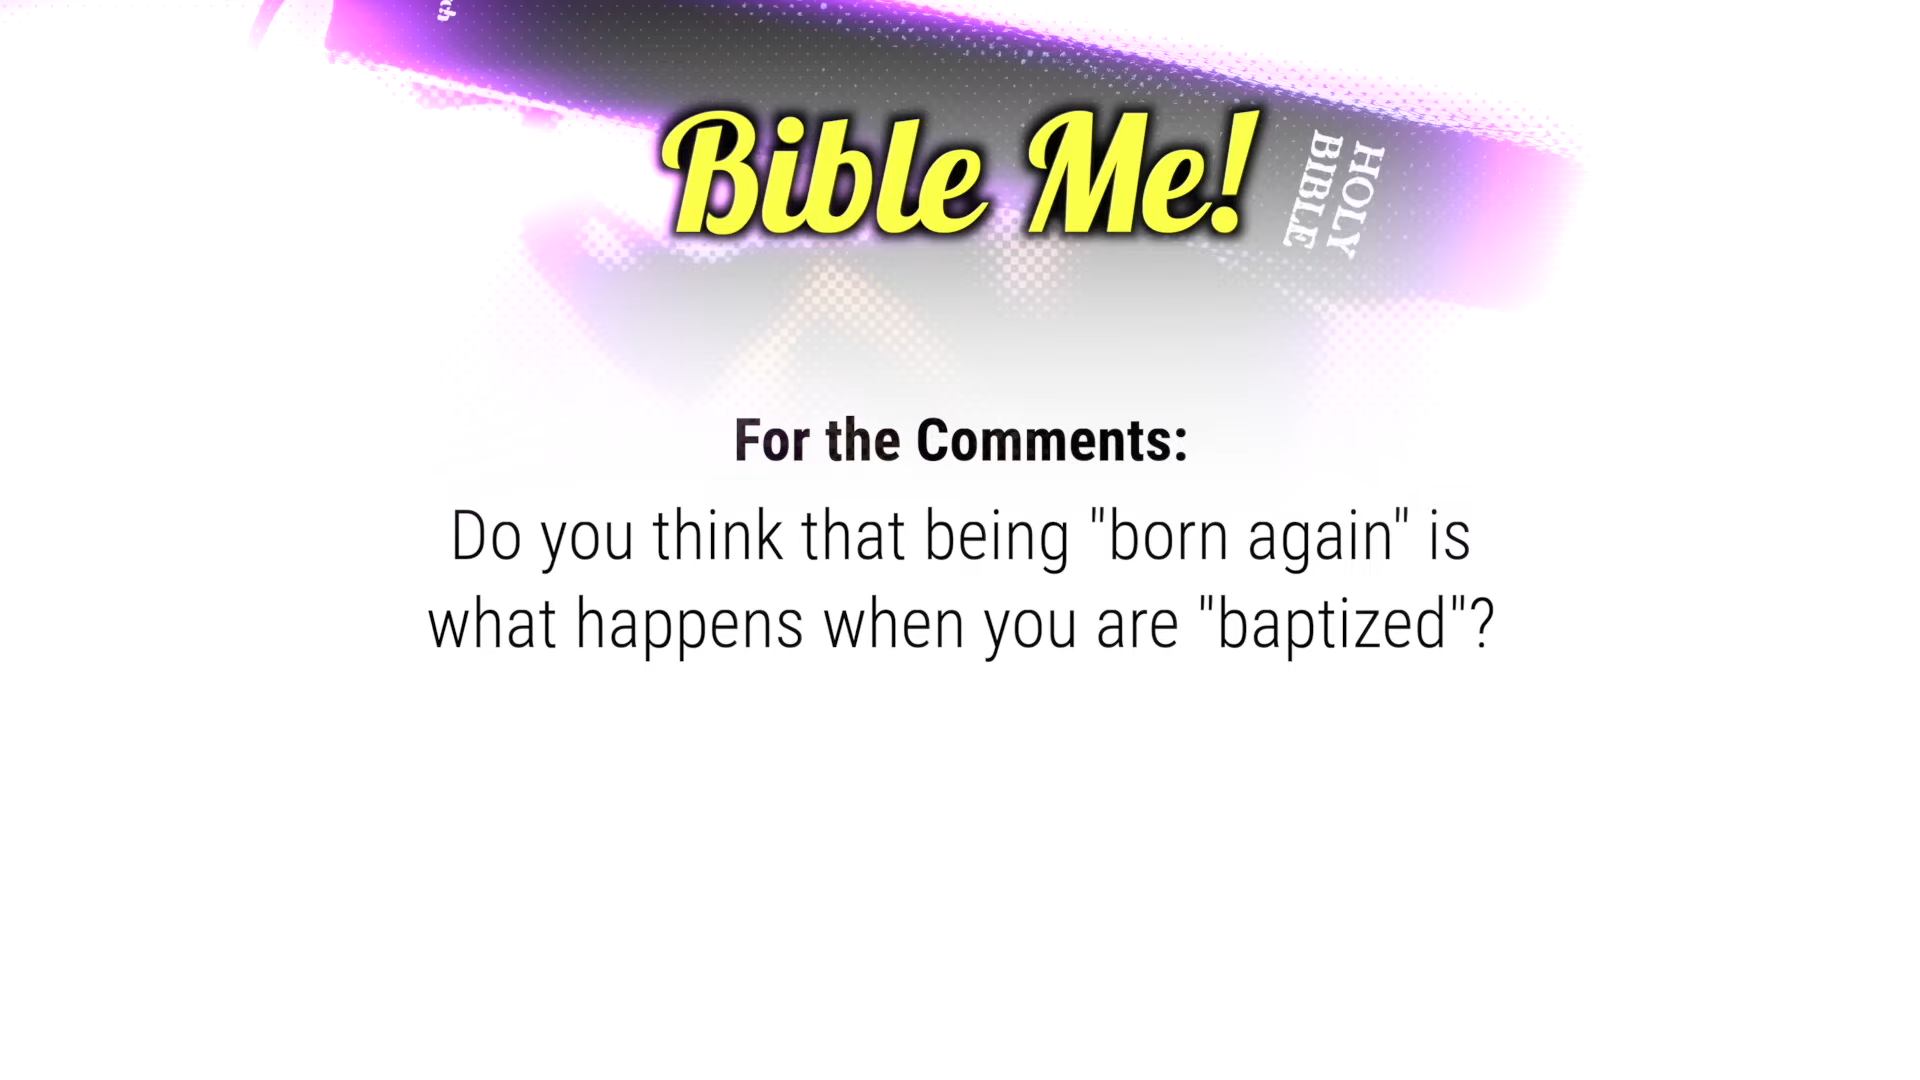 Bible Me!
HOLY
BIBLE
For the Comments:
Do you think that being "born again" is
what happens when you are "baptized"?